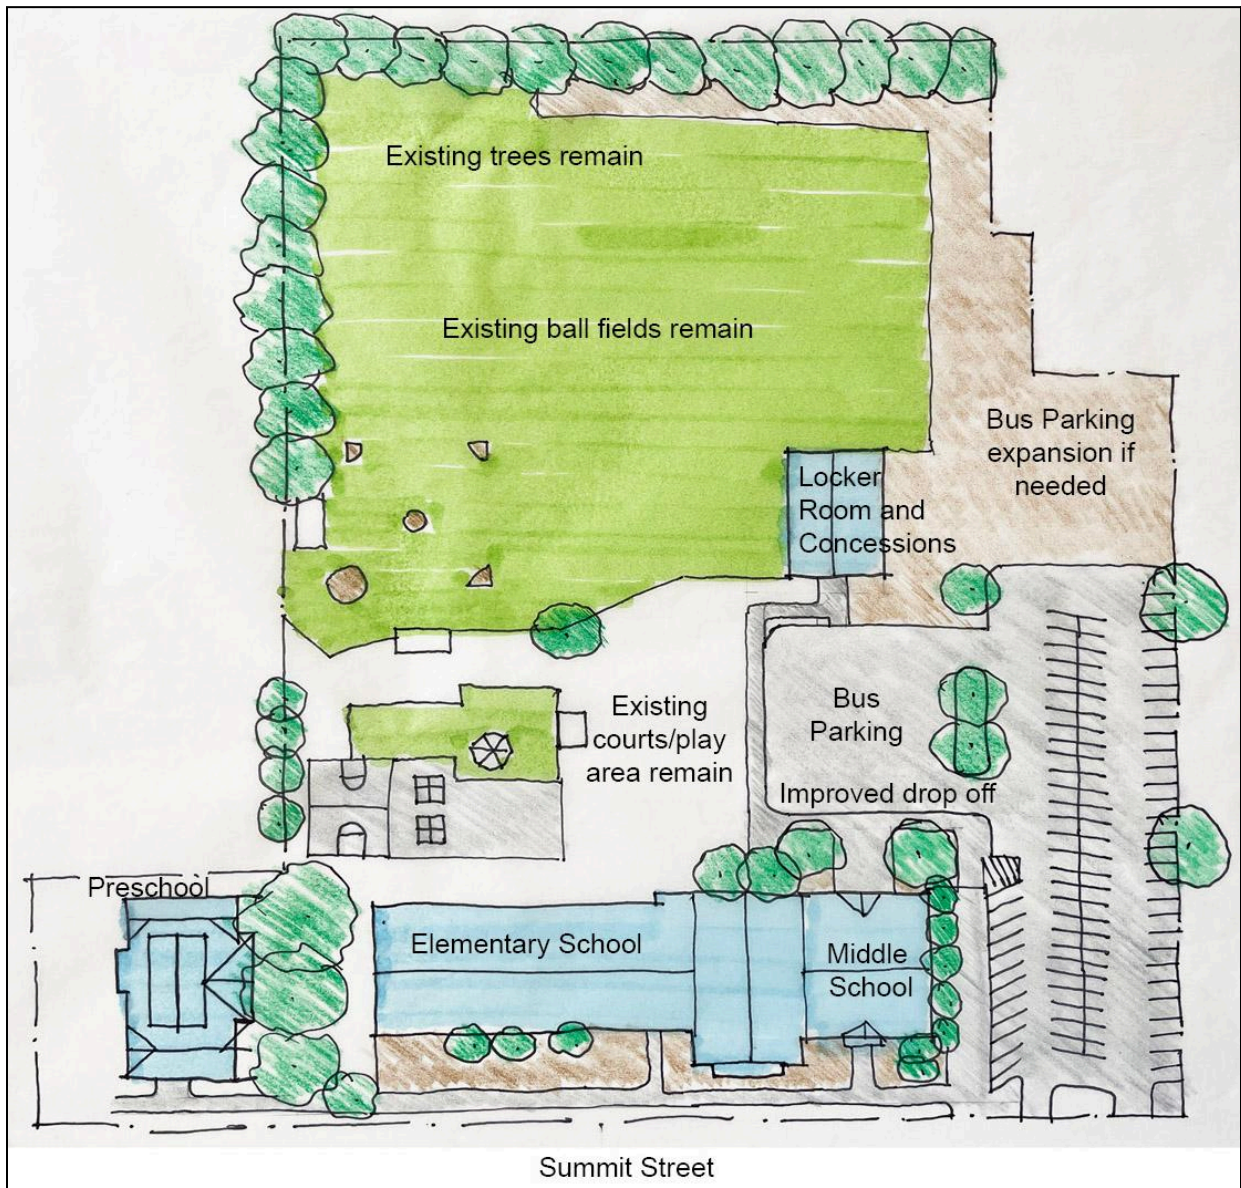 Existing trees remain
Existing ball fields remain
Bus Parking
expansion if
needed
Locker
Room and
Concessions
Existing
courts/play
area remain
Bus
Parking
Improved drop off
Preschool
Elementary School
Middle
School
Summit Street